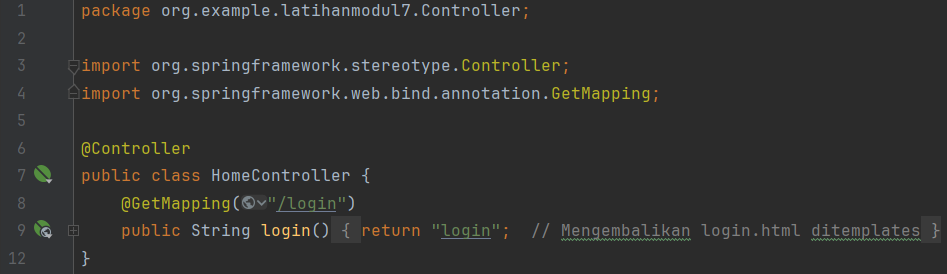 1 package org.example.latihanmodul7.Controller;
2
3 import org.springframework.stereotype.Controller;
4 import org.springframework.web.bind.annotation.GetMapping;
5
6 @Controller
7 public class HomeController {
8 @GetMapping("/login")
9 public String login() { return "login"; // Mengembalikan login.html ditemplates }
12 }